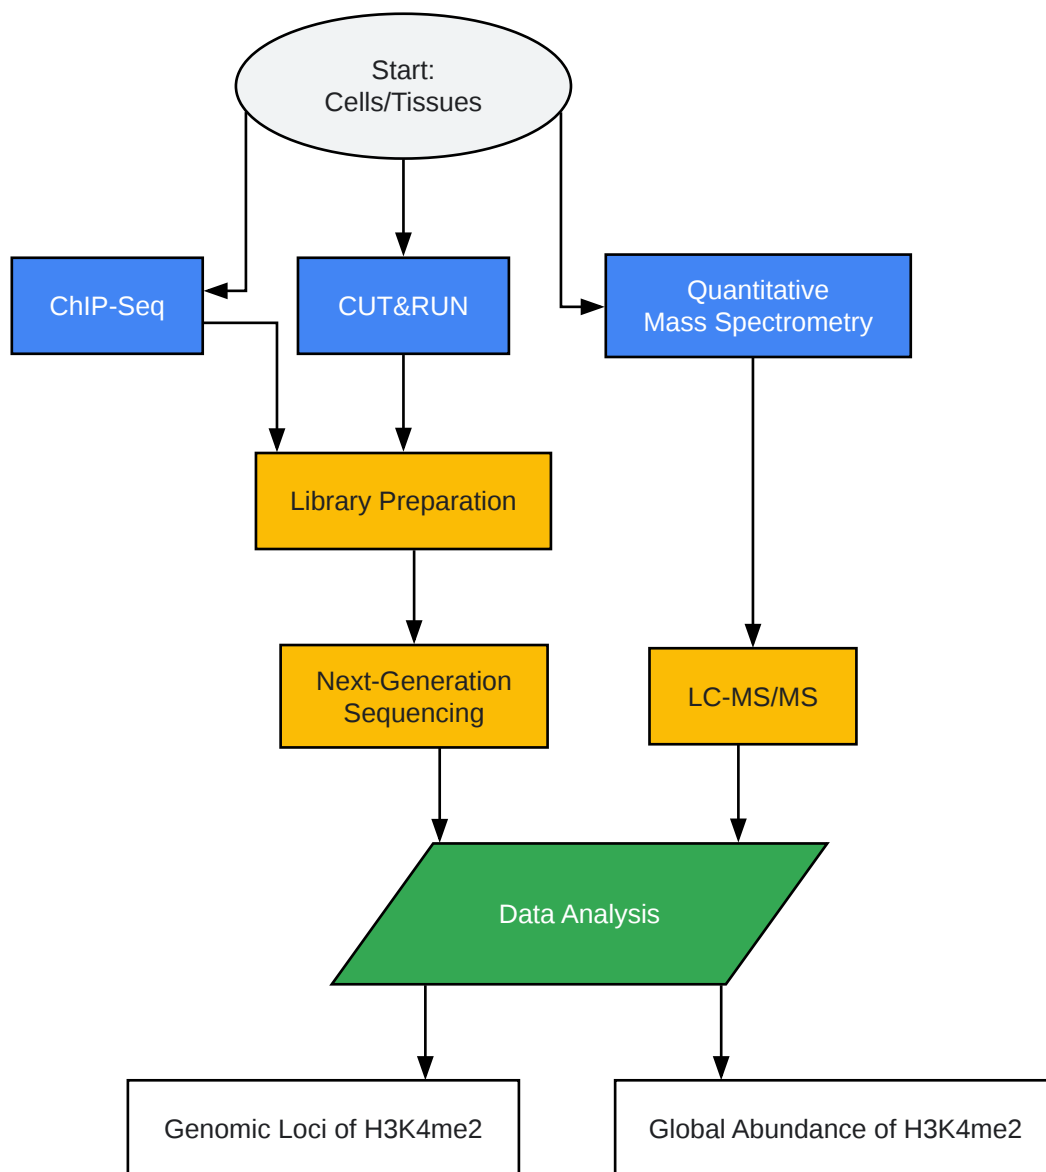 Start:
Cells/Tissues
ChIP-Seq
CUT&RUN
Quantitative
Mass Spectrometry
Library Preparation
Next-Generation
Sequencing
LC-MS/MS
Data Analysis
Genomic Loci of H3K4me2
Global Abundance of H3K4me2